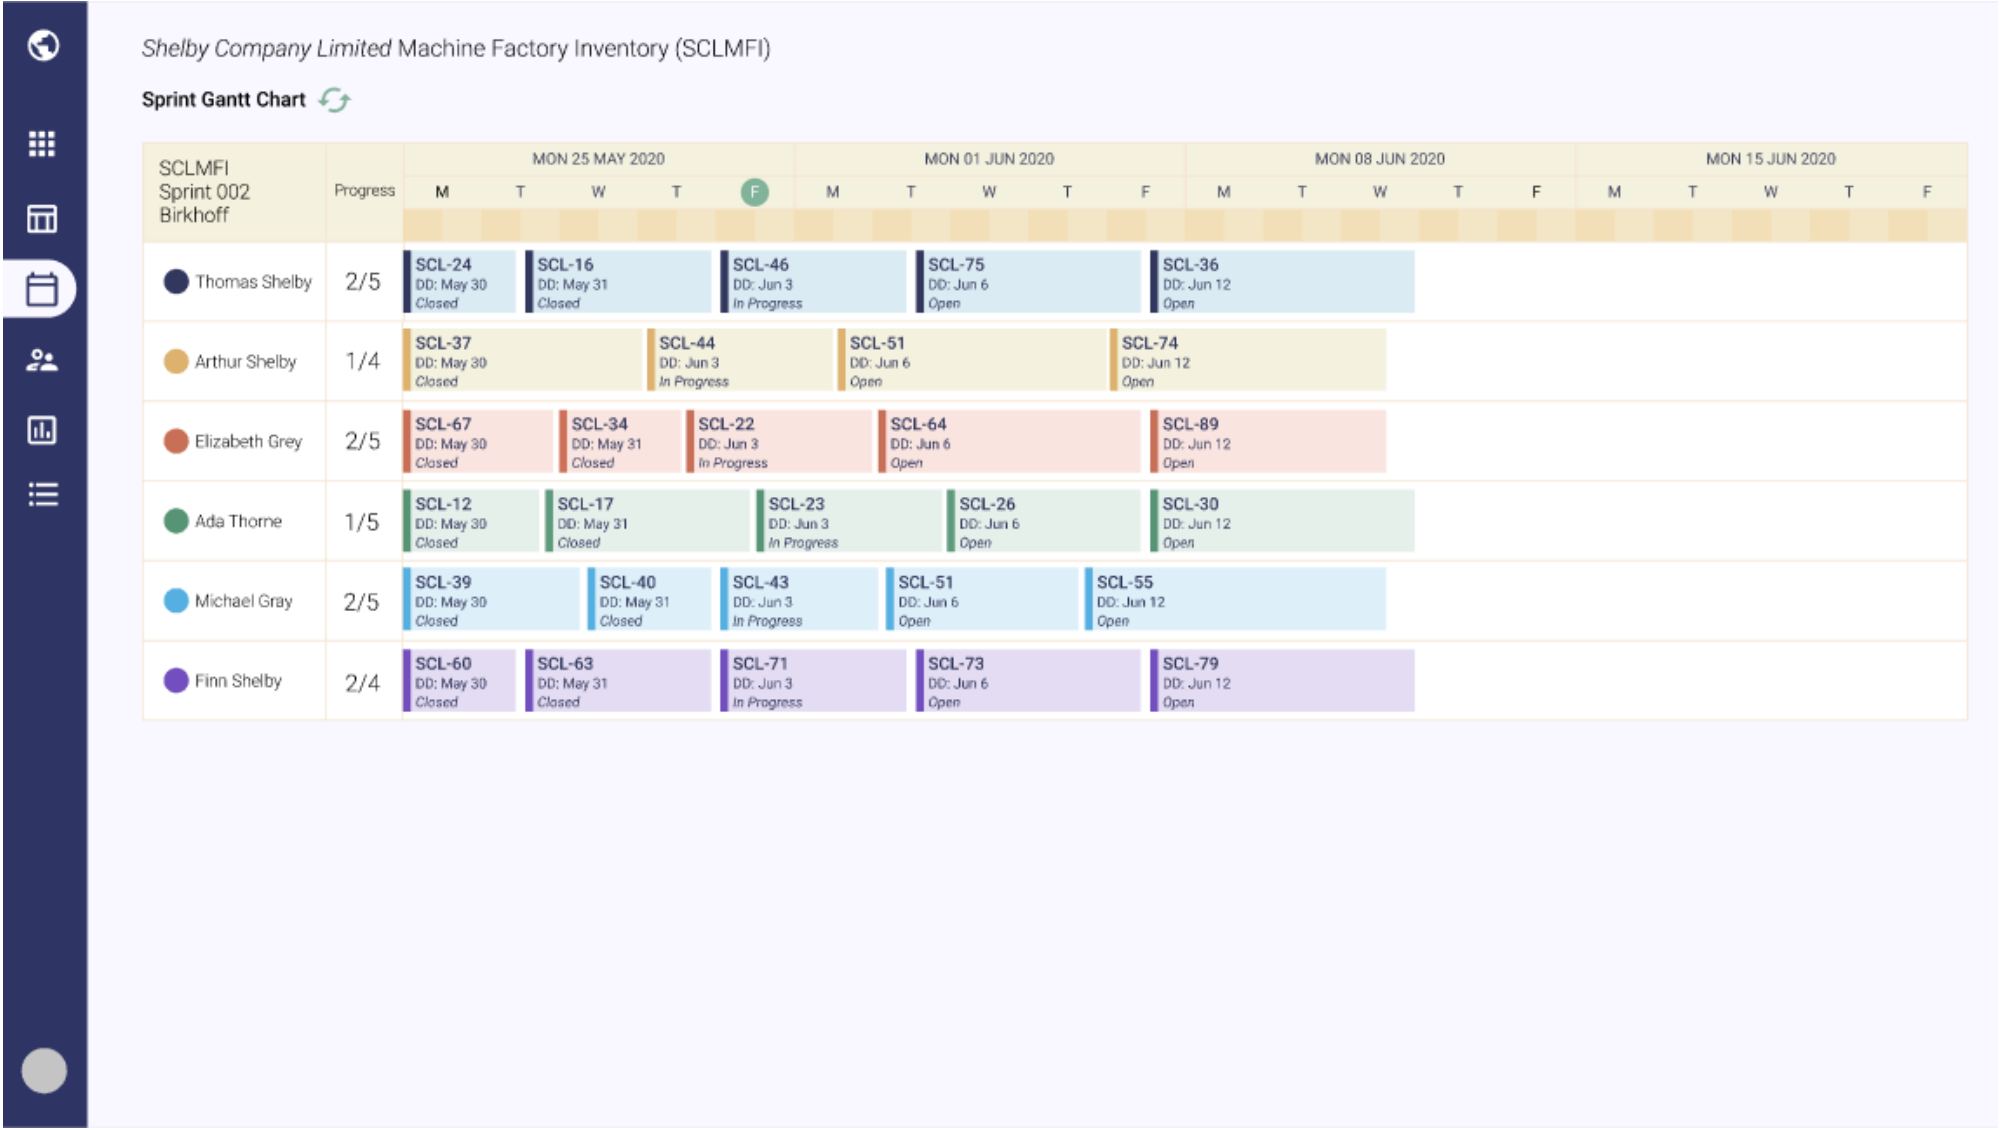 Shelby Company Limited Machine Factory Inventory (SCLMFI)
Sprint Gantt Chart
SCLMFI
Sprint 002
Birkhoff
Progress
MON 25 MAY 2020 MON 01 JUN 2020 MON 08 JUN 2020 MON 15 JUN 2020
M T W T F M T W T F M T W T F M T W T F
Thomas Shelby 2/5
SCL-24 SCL-16 SCL-46 SCL-75 SCL-36
DD: May 30 DD: May 31 DD: Jun 3 DD: Jun 6 DD: Jun 12
Closed Closed In Progress Open Open
Arthur Shelby 1/4
SCL-37 SCL-44 SCL-51 SCL-74
DD: May 30 DD: Jun 3 DD: Jun 6 DD: Jun 12
Closed In Progress Open Open
Elizabeth Grey 2/5
SCL-67 SCL-34 SCL-22 SCL-64 SCL-89
DD: May 30 DD: May 31 DD: Jun 3 DD: Jun 6 DD: Jun 12
Closed Closed In Progress Open Open
Ada Thorne 1/5
SCL-12 SCL-17 SCL-23 SCL-26 SCL-30
DD: May 30 DD: May 31 DD: Jun 3 DD: Jun 6 DD: Jun 12
Closed Closed In Progress Open Open
Michael Gray 2/5
SCL-39 SCL-40 SCL-43 SCL-51 SCL-55
DD: May 30 DD: May 31 DD: Jun 3 DD: Jun 6 DD: Jun 12
Closed Closed In Progress Open Open
Finn Shelby 2/4
SCL-60 SCL-63 SCL-71 SCL-73 SCL-79
DD: May 30 DD: May 31 DD: Jun 3 DD: Jun 6 DD: Jun 12
Closed Closed In Progress Open Open